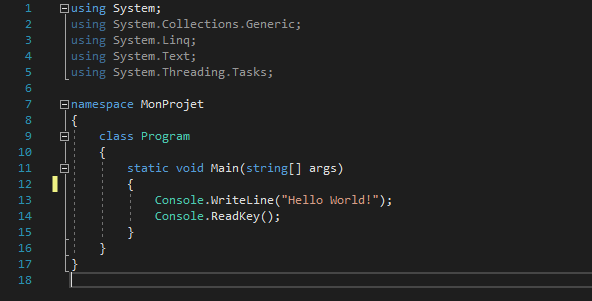 1 using System;
2 using System.Collections.Generic;
3 using System.Linq;
4 using System.Text;
5 using System.Threading.Tasks;
6
7 namespace MonProjet
8 {
9 class Program
10 {
11 static void Main(string[] args)
12 {
13 Console.WriteLine("Hello World!");
14 Console.ReadKey();
15 }
16 }
17 }
18